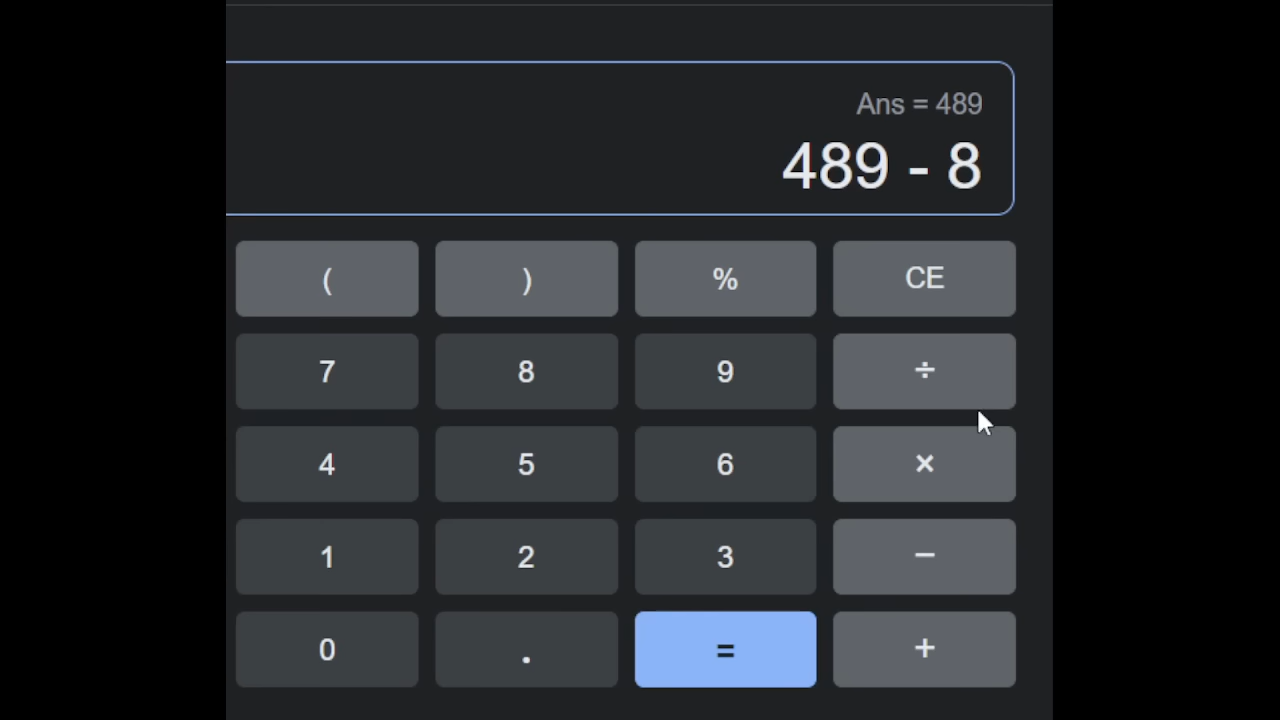 Ans = 489
489 - 8
( ) % CE
7 8 9 ÷
4 5 6 ×
1 2 3 −
0 . = +